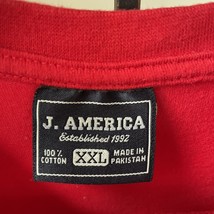 J. AMERICA
Established 1992
100% COTTON XXL MADE IN PAKISTAN